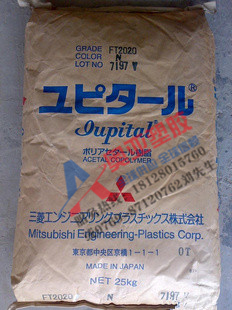 GRADE FT2020
COLOR N
LOT NO 7197 V
ユピタール®
Iupital
ポリアセタール樹脂
ACETAL COPOLYMER
三菱エンジニアリングプラスチックス株式会社
Mitsubishi Engineering-Plastics Corp.
東京都中央区京橋1-1-1 OT
MADE IN JAPAN
NET 25kg
FT2020 N 7197 V